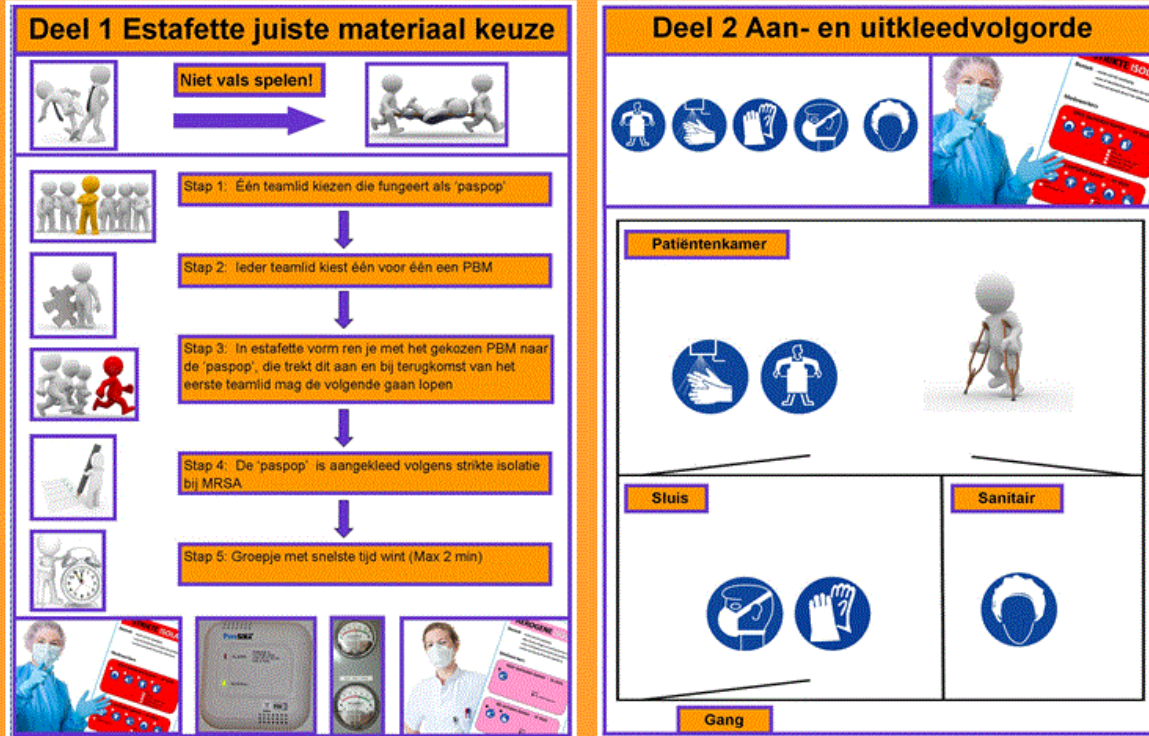 Deel 1 Estafette juiste materiaal keuze
Niet vals spelen!
Stap 1: Één teamlid kiezen die fungeert als 'paspop'
Stap 2: Ieder teamlid kiest één voor één een PBM
Stap 3: In estafette vorm ren je met het gekozen PBM naar
de 'paspop', die trekt dit aan en bij terugkomst van het
eerste teamlid mag de volgende gaan lopen
Stap 4: De 'paspop' is aangekleed volgens strikte isolatie
bij MRSA
Stap 5: Groepje met snelste tijd wint (Max 2 min)
Deel 2 Aan- en uitkleedvolgorde
Patiëntenkamer
Sluis
Sanitair
Gang